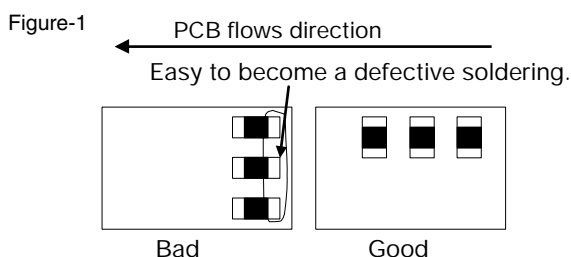 Figure-1
PCB flows direction
Easy to become a defective soldering.
Bad
Good